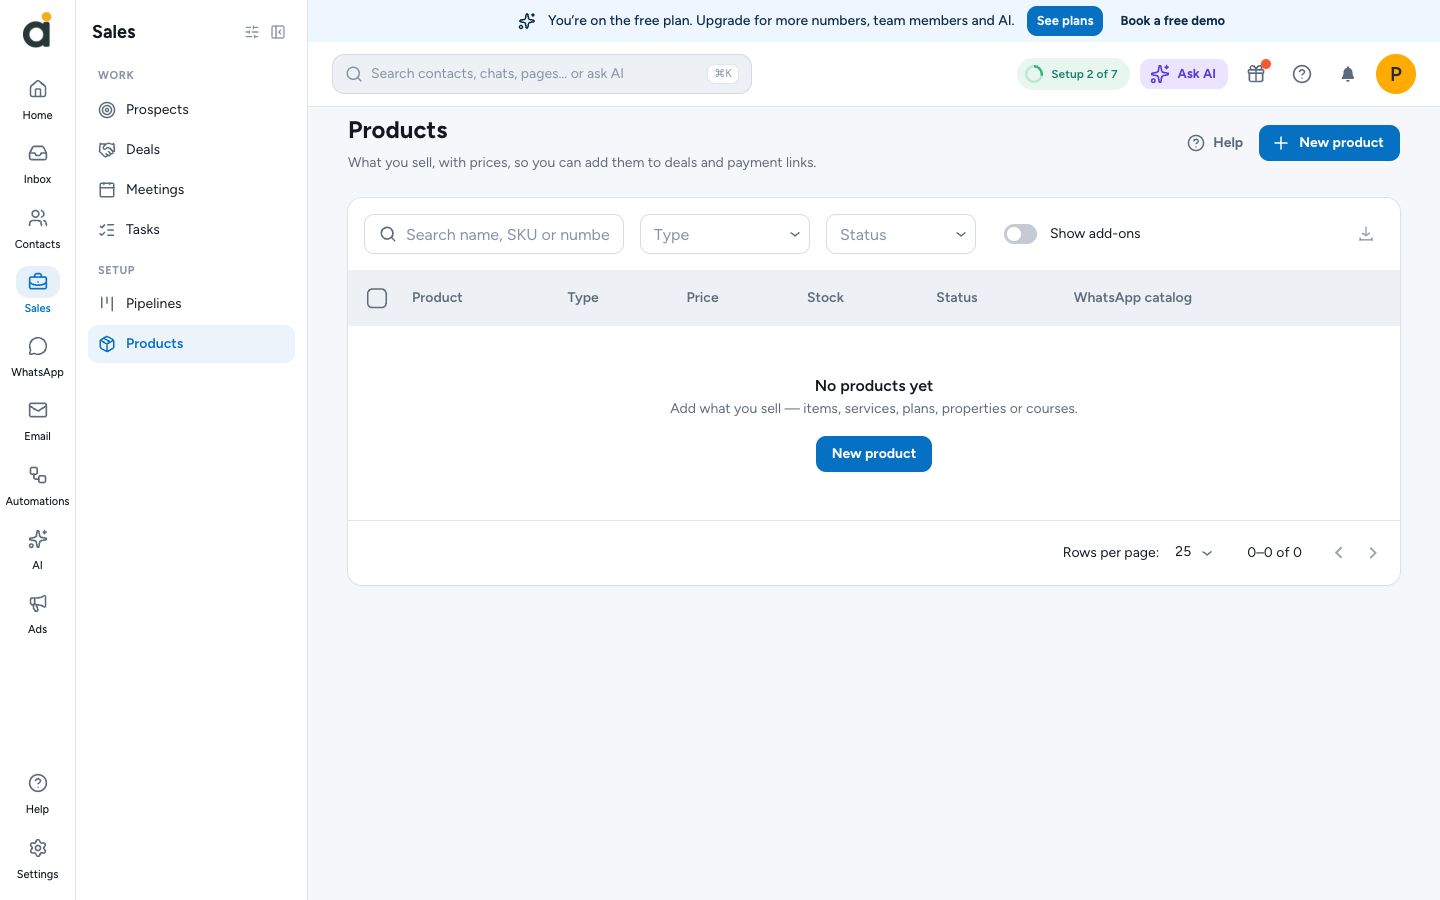 You're on the free plan. Upgrade for more numbers, team members and AI.
See plans
Book a free demo
Home
Inbox
Contacts
Sales
WhatsApp
Email
Automations
AI
Ads
Help
Settings
Sales
WORK
Prospects
Deals
Meetings
Tasks
SETUP
Pipelines
Products
Search contacts, chats, pages... or ask AI
⌘K
Setup 2 of 7
Ask AI
P
Products
What you sell, with prices, so you can add them to deals and payment links.
Help
New product
Search name, SKU or numbe
Type
Status
Show add-ons
Product Type Price Stock Status WhatsApp catalog
No products yet
Add what you sell — items, services, plans, properties or courses.
New product
Rows per page: 25 0–0 of 0